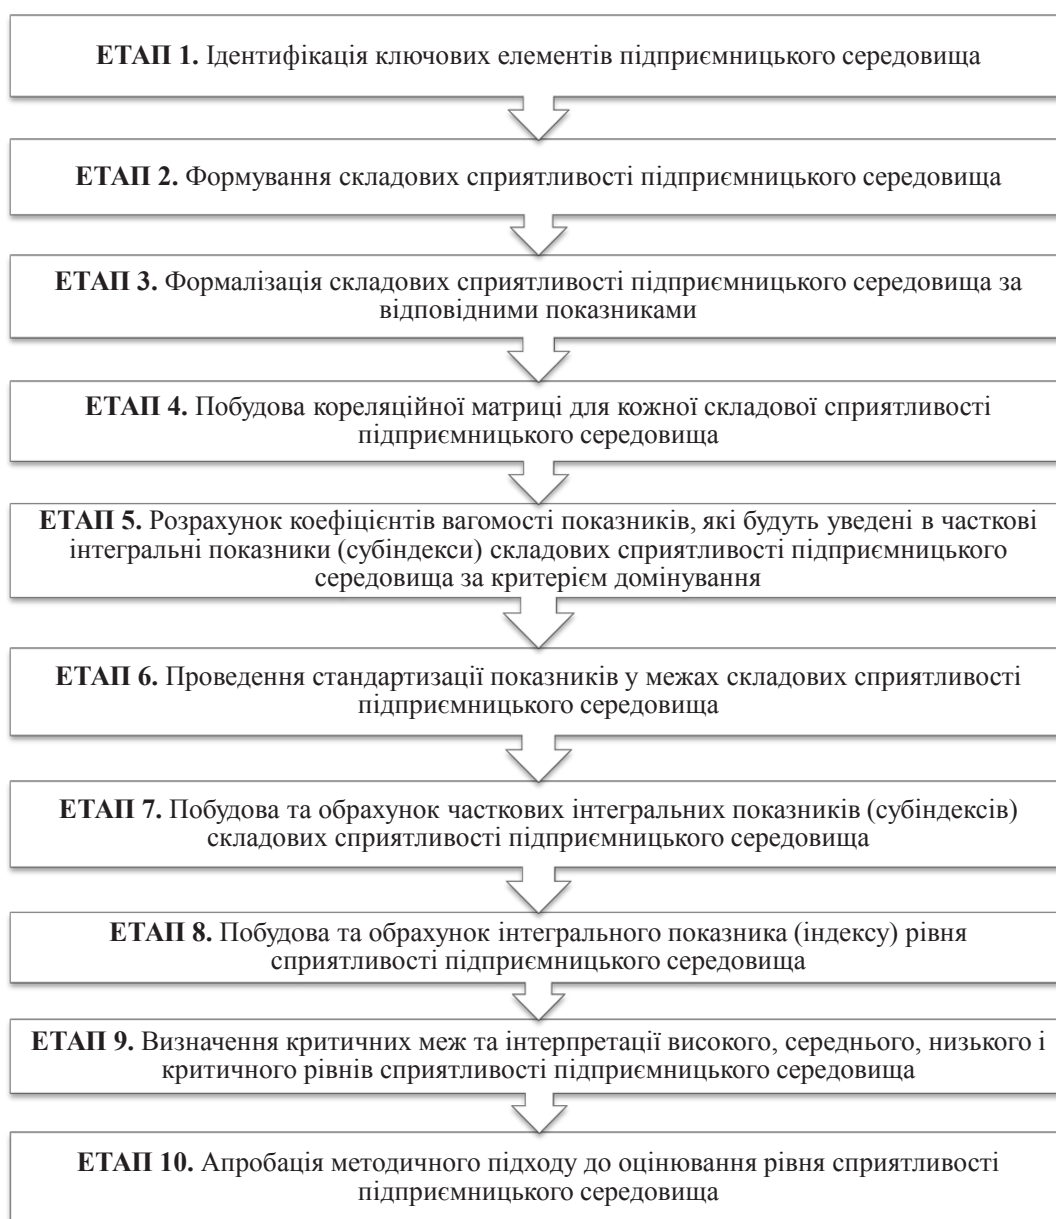 ЕТАП 1. Ідентифікація ключових елементів підприємницького середовища
ЕТАП 2. Формування складових сприятливості підприємницького середовища
ЕТАП 3. Формалізація складових сприятливості підприємницького середовища за
відповідними показниками
ЕТАП 4. Побудова кореляційної матриці для кожної складової сприятливості
підприємницького середовища
ЕТАП 5. Розрахунок коефіцієнтів вагомості показників, які будуть уведені в часткові
інтегральні показники (субіндекси) складових сприятливості підприємницького
середовища за критерієм домінування
ЕТАП 6. Проведення стандартизації показників у межах складових сприятливості
підприємницького середовища
ЕТАП 7. Побудова та обрахунок часткових інтегральних показників (субіндексів)
складових сприятливості підприємницького середовища
ЕТАП 8. Побудова та обрахунок інтегрального показника (індексу) рівня
сприятливості підприємницького середовища
ЕТАП 9. Визначення критичних меж та інтерпретації високого, середнього, низького і
критичного рівнів сприятливості підприємницького середовища
ЕТАП 10. Апробація методичного підходу до оцінювання рівня сприятливості
підприємницького середовища